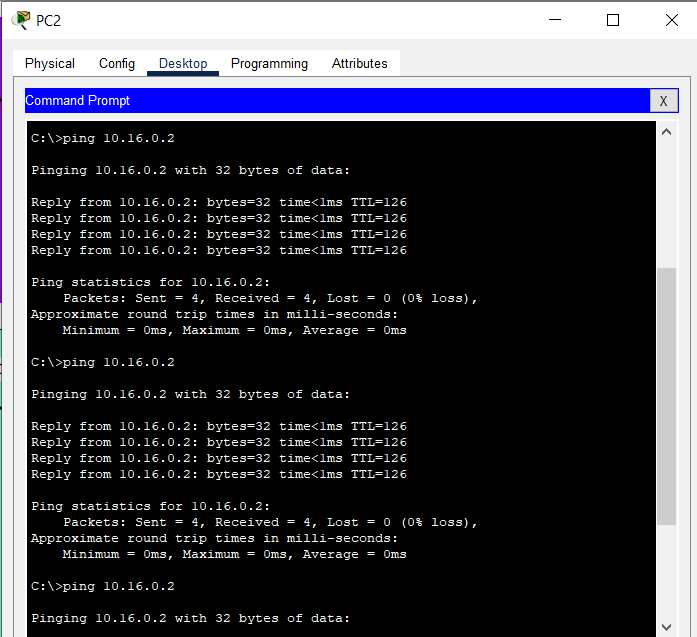 PC2
Physical Config Desktop Programming Attributes
Command Prompt
X
C:\>ping 10.16.0.2
Pinging 10.16.0.2 with 32 bytes of data:
Reply from 10.16.0.2: bytes=32 time<1ms TTL=126
Reply from 10.16.0.2: bytes=32 time<1ms TTL=126
Reply from 10.16.0.2: bytes=32 time<1ms TTL=126
Reply from 10.16.0.2: bytes=32 time<1ms TTL=126
Ping statistics for 10.16.0.2:
    Packets: Sent = 4, Received = 4, Lost = 0 (0% loss),
Approximate round trip times in milli-seconds:
    Minimum = 0ms, Maximum = 0ms, Average = 0ms
C:\>ping 10.16.0.2
Pinging 10.16.0.2 with 32 bytes of data:
Reply from 10.16.0.2: bytes=32 time<1ms TTL=126
Reply from 10.16.0.2: bytes=32 time<1ms TTL=126
Reply from 10.16.0.2: bytes=32 time<1ms TTL=126
Reply from 10.16.0.2: bytes=32 time<1ms TTL=126
Ping statistics for 10.16.0.2:
    Packets: Sent = 4, Received = 4, Lost = 0 (0% loss),
Approximate round trip times in milli-seconds:
    Minimum = 0ms, Maximum = 0ms, Average = 0ms
C:\>ping 10.16.0.2
Pinging 10.16.0.2 with 32 bytes of data: